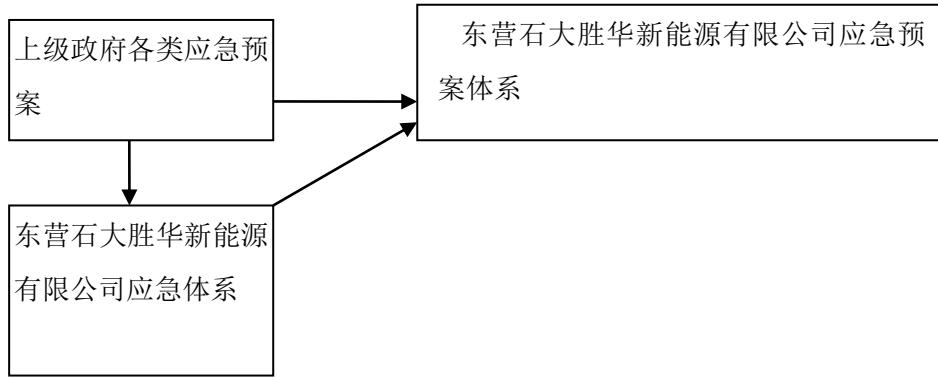 上级政府各类应急预
案
东营石大胜华新能源有限公司应急预
案体系
东营石大胜华新能源
有限公司应急体系